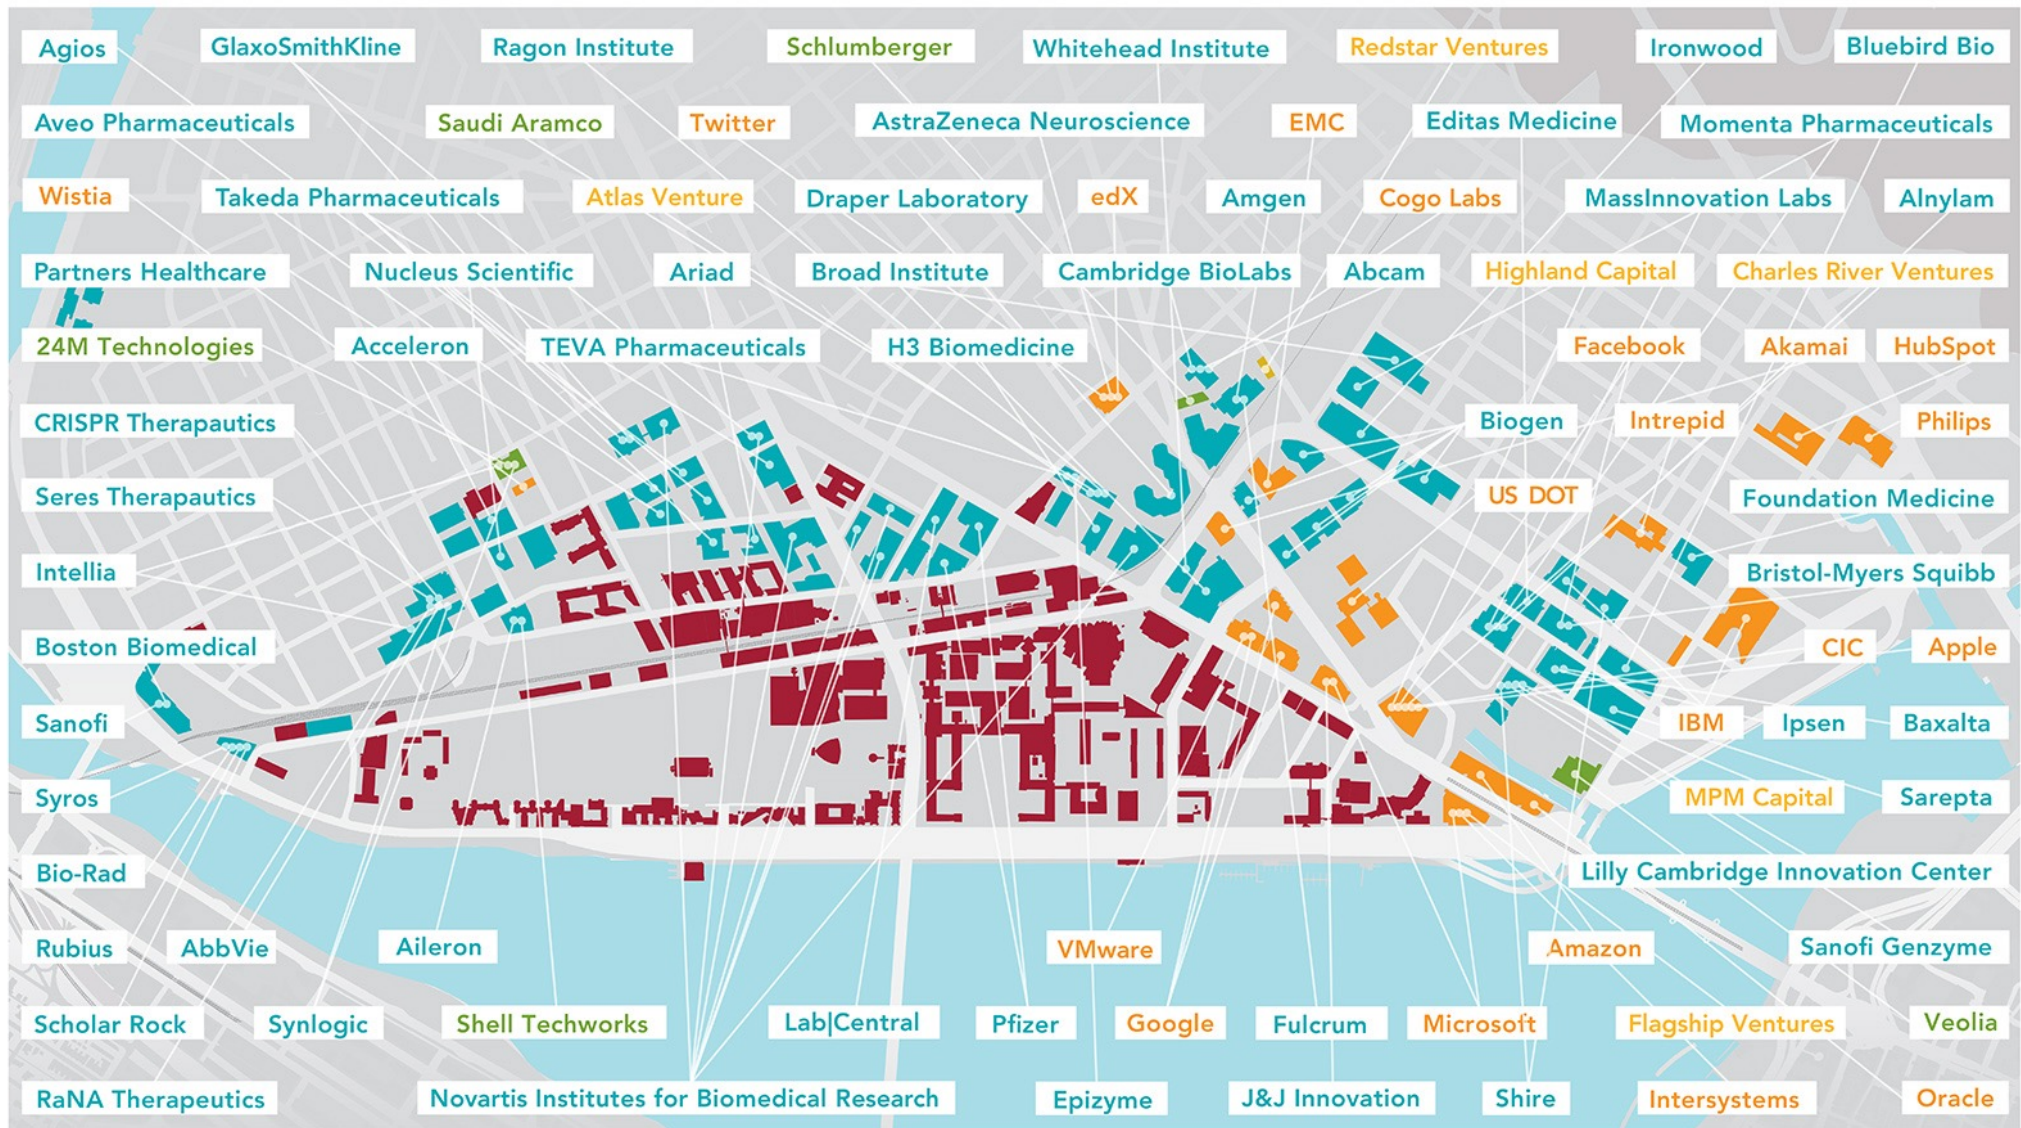 Agios
GlaxoSmithKline
Ragon Institute
Schlumberger
Whitehead Institute
Redstar Ventures
Ironwood
Bluebird Bio
Aveo Pharmaceuticals
Saudi Aramco
Twitter
AstraZeneca Neuroscience
EMC
Editas Medicine
Momenta Pharmaceuticals
Wistia
Takeda Pharmaceuticals
Atlas Venture
Draper Laboratory
edX
Amgen
Cogo Labs
MassInnovation Labs
Alnylam
Partners Healthcare
Nucleus Scientific
Ariad
Broad Institute
Cambridge BioLabs
Abcam
Highland Capital
Charles River Ventures
24M Technologies
Acceleron
TEVA Pharmaceuticals
H3 Biomedicine
Facebook
Akamai
HubSpot
CRISPR Therapautics
Biogen
Intrepid
Philips
Seres Therapautics
US DOT
Foundation Medicine
Intellia
Bristol-Myers Squibb
Boston Biomedical
CIC
Apple
Sanofi
IBM
Ipsen
Baxalta
Syros
MPM Capital
Sarepta
Bio-Rad
Lilly Cambridge Innovation Center
Rubius
AbbVie
Aileron
VMware
Amazon
Sanofi Genzyme
Scholar Rock
Synlogic
Shell Techworks
Lab|Central
Pfizer
Google
Fulcrum
Microsoft
Flagship Ventures
Veolia
RaNA Therapeutics
Novartis Institutes for Biomedical Research
Epizyme
J&J Innovation
Shire
Intersystems
Oracle